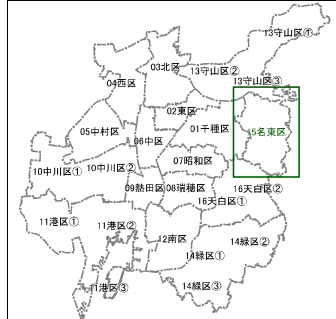 13守山区①
03北区
13守山区②
13守山区③
04西区
02東区
01千種区
15名東区
05中村区
06中区
07昭和区
10中川区①
10中川区②
09熱田区
08瑞穂区
16天白区②
16天白区①
11港区①
11港区②
12南区
14緑区②
14緑区①
11港区③
14緑区③